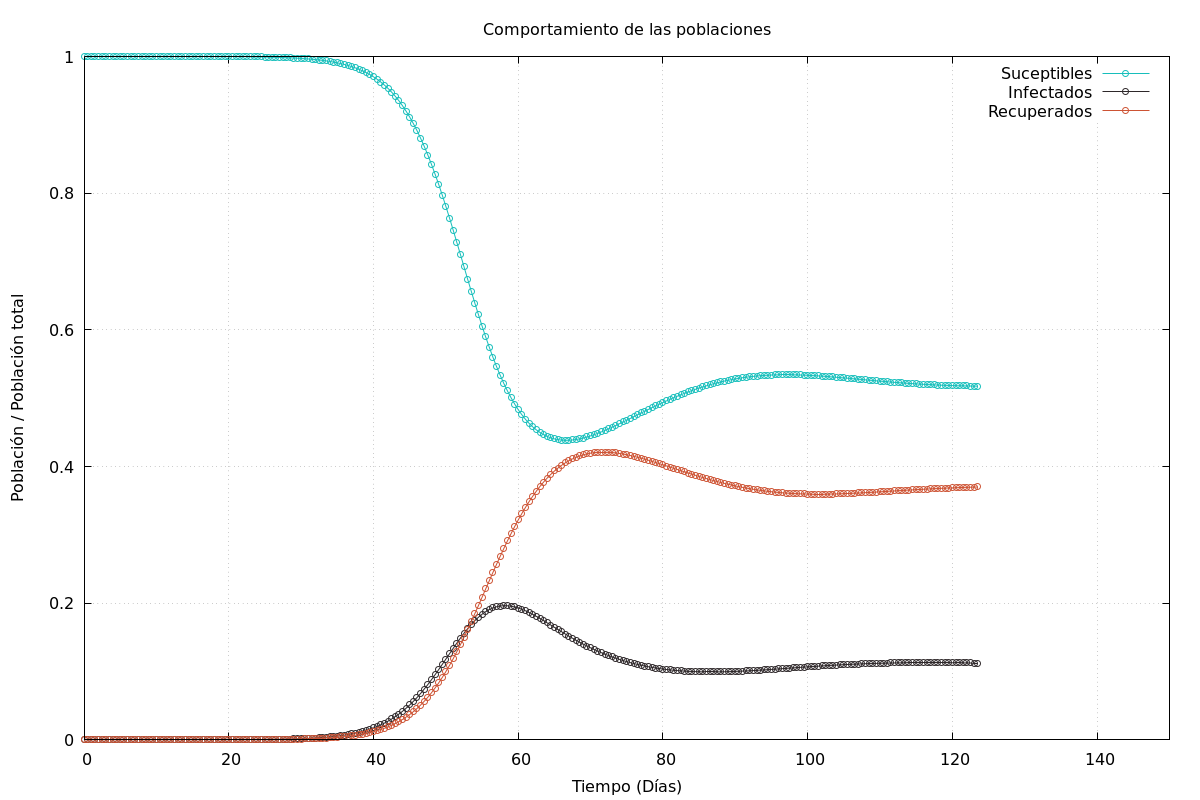 Comportamiento de las poblaciones
Suceptibles
Infectados
Recuperados
1
0.8
0.6
0.4
0.2
0
Población / Población total
0 20 40 60 80 100 120 140
Tiempo (Días)